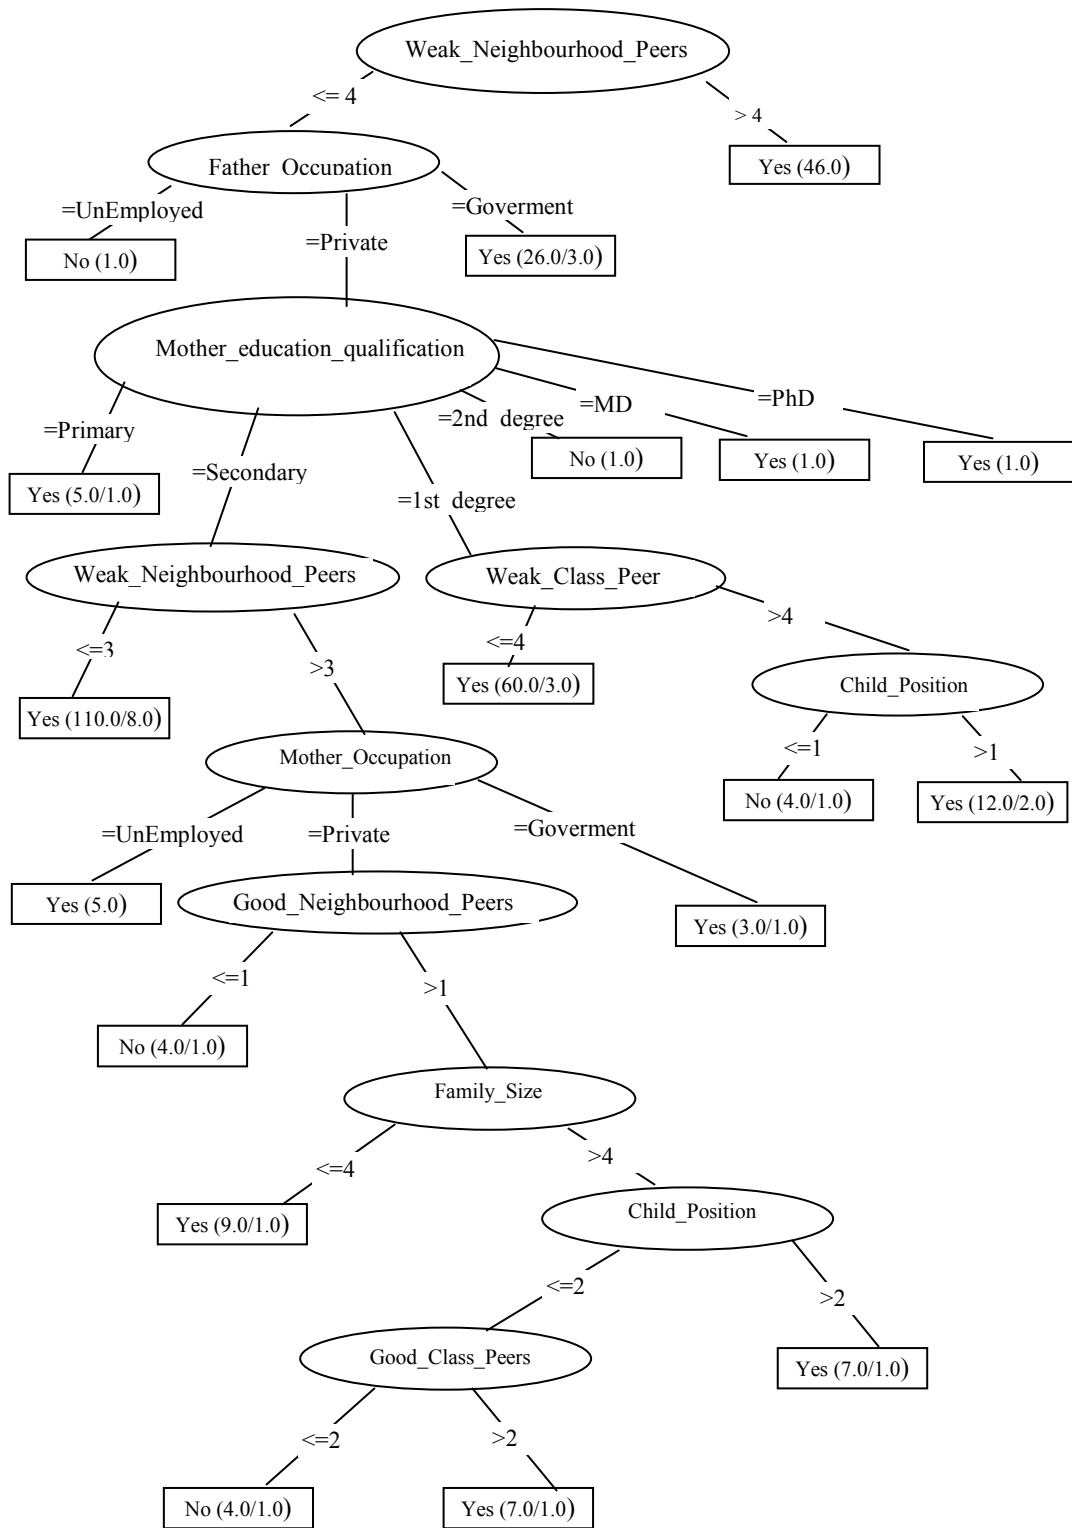 Weak_Neighbourhood_Peers
<= 4
> 4
Father_Occupation
Yes (46.0)
=UnEmployed
=Goverment
=Private
No (1.0)
Yes (26.0/3.0)
Mother_education_qualification
=Primary
=2nd_degree
=MD
=PhD
=Secondary
No (1.0)
Yes (1.0)
Yes (1.0)
Yes (5.0/1.0)
=1st_degree
Weak_Neighbourhood_Peers
Weak_Class_Peer
<=3
>3
<=4
>4
Yes (110.0/8.0)
Yes (60.0/3.0)
Child_Position
Mother_Occupation
<=1
>1
No (4.0/1.0)
Yes (12.0/2.0)
=UnEmployed
=Private
=Goverment
Yes (5.0)
Good_Neighbourhood_Peers
Yes (3.0/1.0)
<=1
>1
No (4.0/1.0)
Family_Size
<=4
>4
Yes (9.0/1.0)
Child_Position
<=2
>2
Good_Class_Peers
Yes (7.0/1.0)
<=2
>2
No (4.0/1.0)
Yes (7.0/1.0)